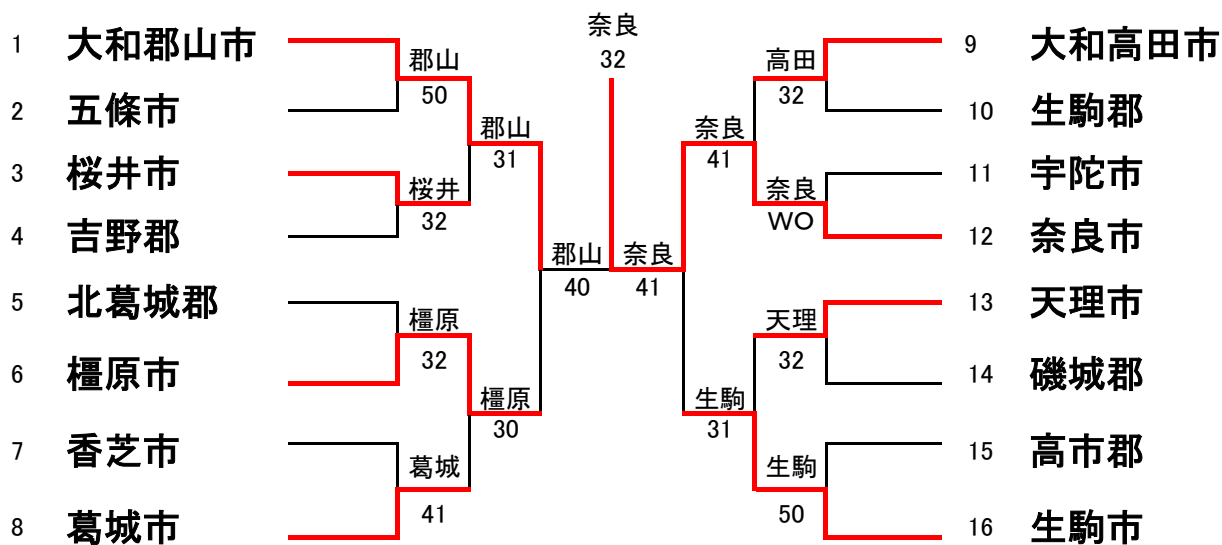 奈良
32
1 大和郡山市
郡山
50
2 五條市
郡山
31
3 桜井市
桜井
32
4 吉野郡
郡山
40
5 北葛城郡
橿原
32
6 橿原市
橿原
30
7 香芝市
葛城
41
8 葛城市
奈良
41
9 大和高田市
高田
32
10 生駒郡
奈良
41
11 宇陀市
奈良
WO
12 奈良市
13 天理市
天理
32
14 磯城郡
生駒
31
15 高市郡
生駒
50
16 生駒市